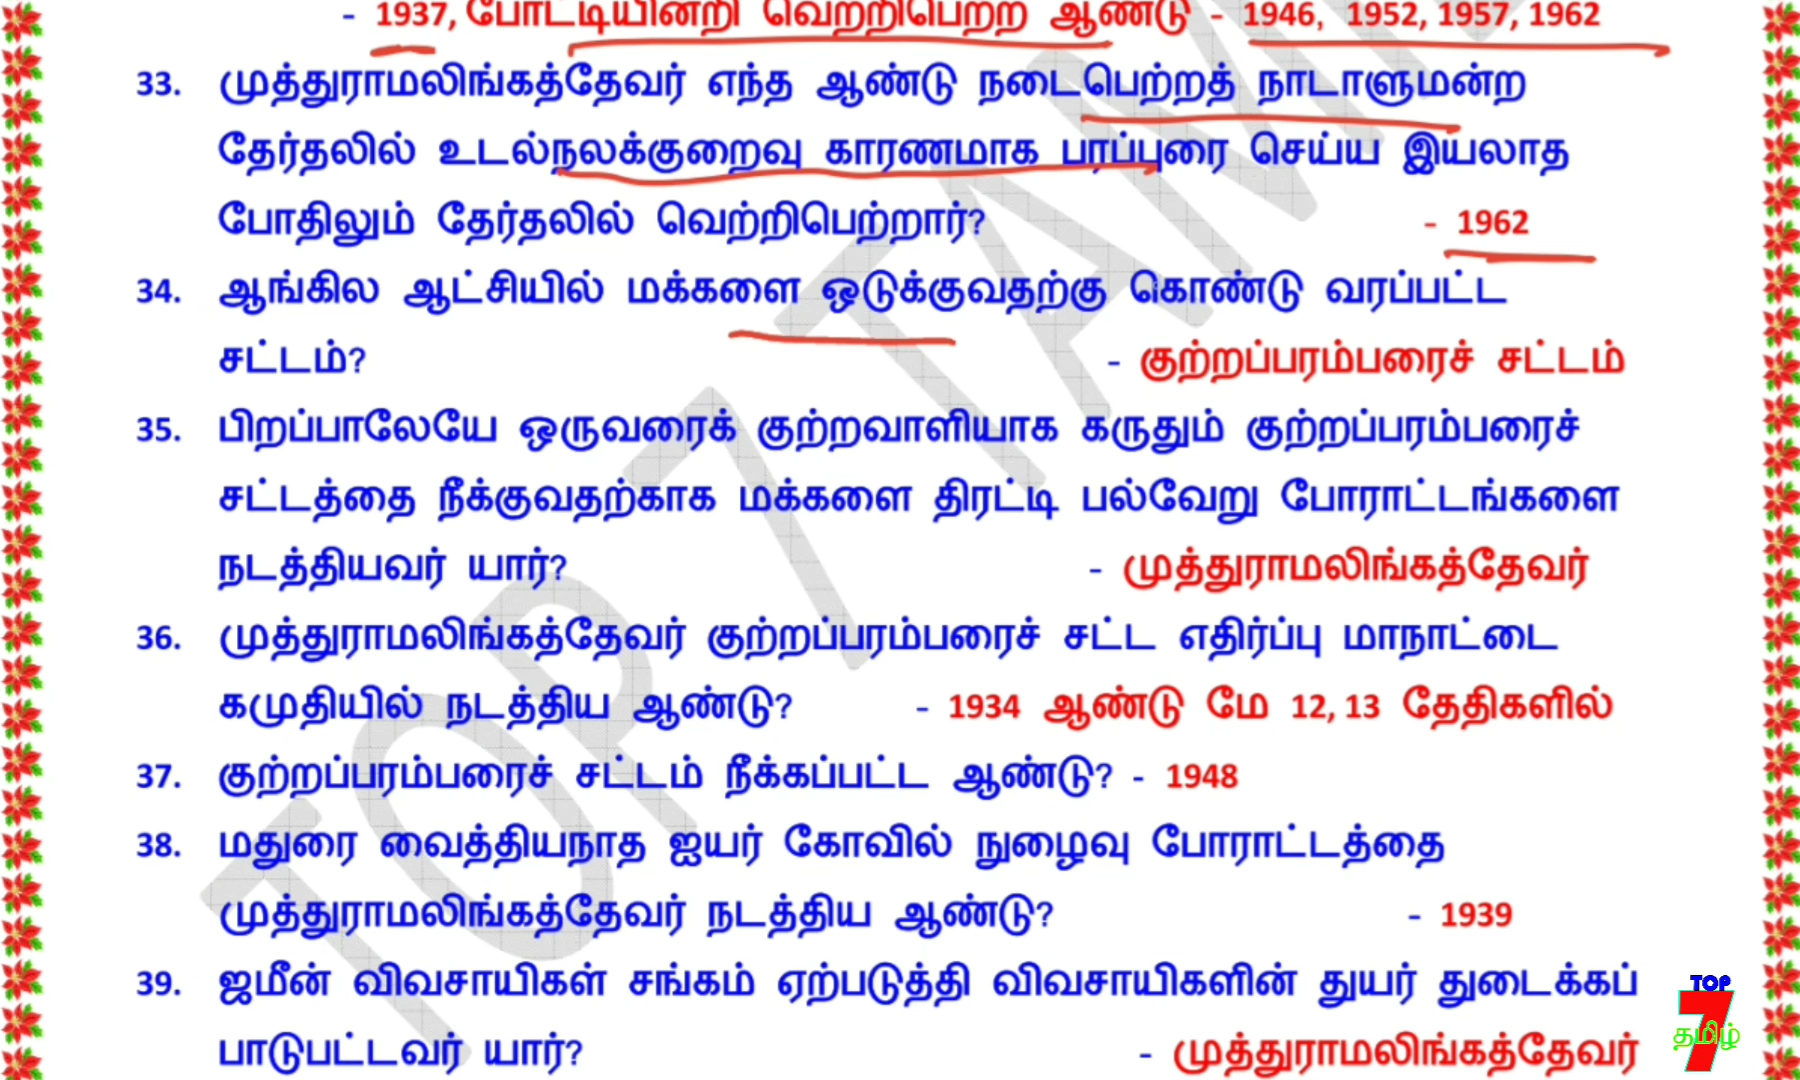 - 1937, போட்டியின்றி வெற்றிபெற்ற ஆண்டு - 1946, 1952, 1957, 1962
33. முத்துராமலிங்கத்தேவர் எந்த ஆண்டு நடைபெற்றத் நாடாளுமன்ற
தேர்தலில் உடல்நலக்குறைவு காரணமாக பரப்புரை செய்ய இயலாத
போதிலும் தேர்தலில் வெற்றிபெற்றார்? - 1962
34. ஆங்கில ஆட்சியில் மக்களை ஒடுக்குவதற்கு கொண்டு வரப்பட்ட
சட்டம்? - குற்றப்பரம்பரைச் சட்டம்
35. பிறப்பாலேயே ஒருவரைக் குற்றவாளியாக கருதும் குற்றப்பரம்பரைச்
சட்டத்தை நீக்குவதற்காக மக்களை திரட்டி பல்வேறு போராட்டங்களை
நடத்தியவர் யார்? - முத்துராமலிங்கத்தேவர்
36. முத்துராமலிங்கத்தேவர் குற்றப்பரம்பரைச் சட்ட எதிர்ப்பு மாநாட்டை
கமுதியில் நடத்திய ஆண்டு? - 1934 ஆண்டு மே 12, 13 தேதிகளில்
37. குற்றப்பரம்பரைச் சட்டம் நீக்கப்பட்ட ஆண்டு? - 1948
38. மதுரை வைத்தியநாத ஐயர் கோவில் நுழைவு போராட்டத்தை
முத்துராமலிங்கத்தேவர் நடத்திய ஆண்டு? - 1939
39. ஜமீன் விவசாயிகள் சங்கம் ஏற்படுத்தி விவசாயிகளின் துயர் துடைக்கப்
பாடுபட்டவர் யார்? - முத்துராமலிங்கத்தேவர்
TOP 7 TAMI
TOP
7
தமிழ்